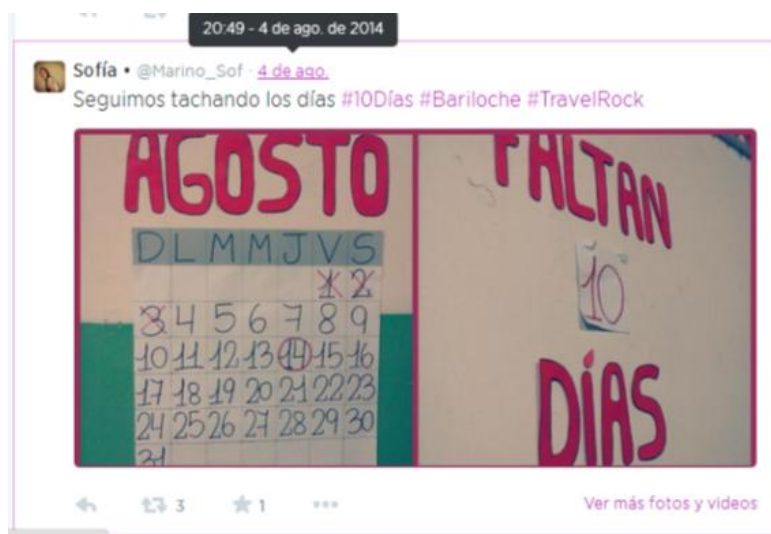 20:49 - 4 de ago. de 2014
Sofía • @Marino_Sof · 4 de ago.
Seguimos tachando los días #10Días #Bariloche #TravelRock
AGOSTO
D L M M J V S
1 2
3 4 5 6 7 8 9
10 11 12 13 14 15 16
17 18 19 20 21 22 23
24 25 26 27 28 29 30
31
FALTAN
10
DÍAS
3 1
Ver más fotos y videos